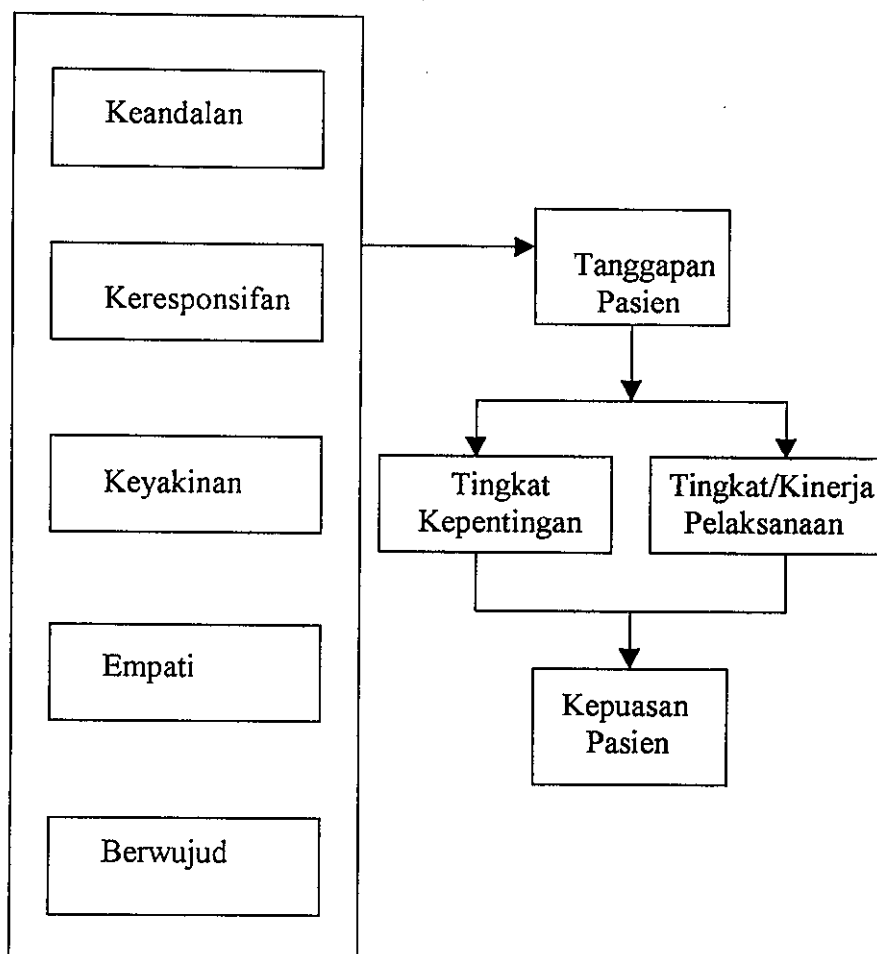 Keandalan
Keresponsifan
Keyakinan
Empati
Berwujud
Tanggapan
Pasien
Tingkat
Kepentingan
Tingkat/Kinerja
Pelaksanaan
Kepuasan
Pasien